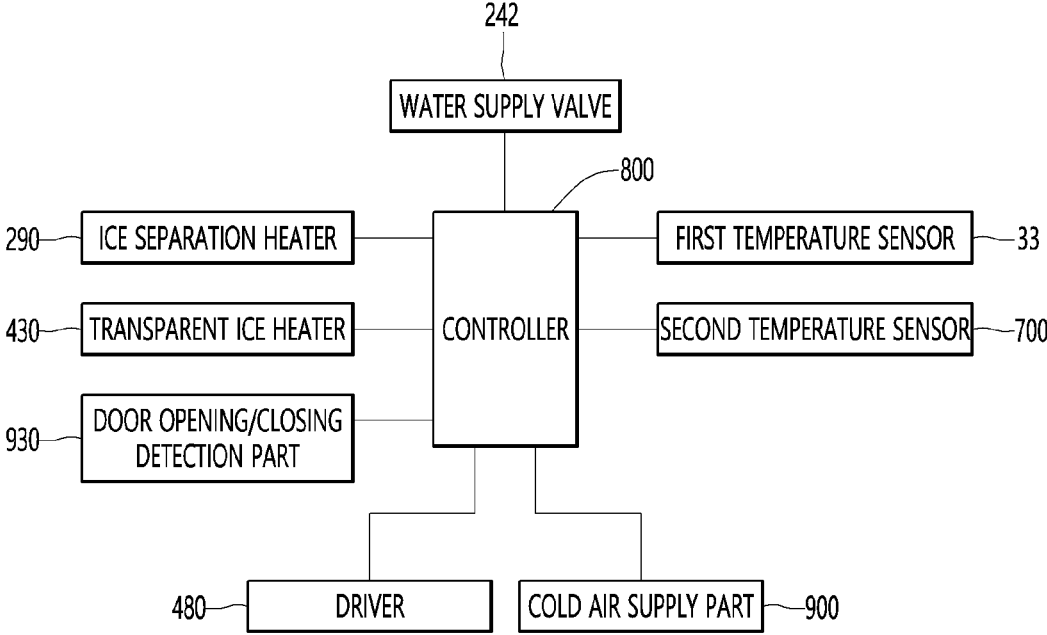 242
WATER SUPPLY VALVE
800
290
ICE SEPARATION HEATER
FIRST TEMPERATURE SENSOR
33
430
TRANSPARENT ICE HEATER
CONTROLLER
SECOND TEMPERATURE SENSOR
700
930
DOOR OPENING/CLOSING
DETECTION PART
480
DRIVER
COLD AIR SUPPLY PART
900